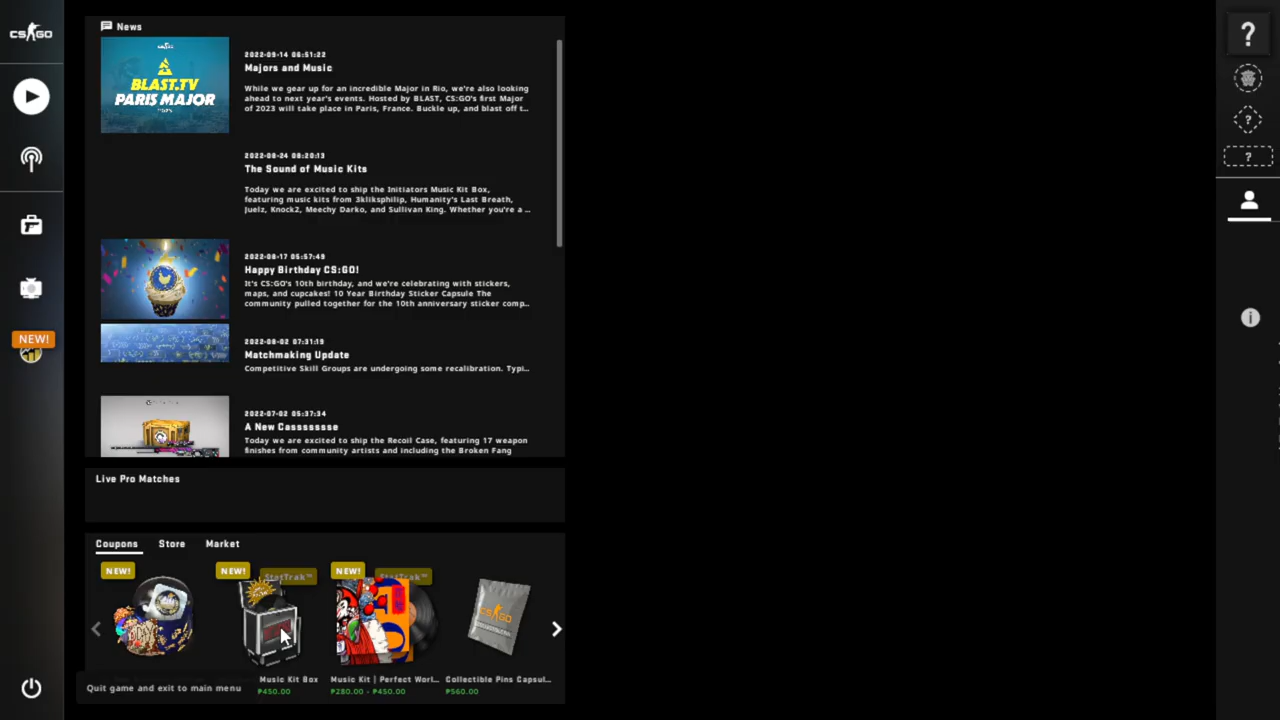 CS GO
News
BLAST.TV
PARIS MAJOR
2022-09-14 06:51:22
Majors and Music
While we gear up for an incredible Major in Rio, we're also looking
ahead to next year's events. Hosted by BLAST, CS:GO's first Major
of 2023 will take place in Paris, France. Buckle up, and blast off t...
2022-08-24 08:20:13
The Sound of Music Kits
Today we are excited to ship the Initiators Music Kit Box,
featuring music kits from 3kliksphilip, Humanity's Last Breath,
Juelz, Knock2, Meechy Darko, and Sullivan King. Whether you're a ...
2022-08-17 05:57:49
Happy Birthday CS:GO!
It's CS:GO's 10th birthday, and we're celebrating with stickers,
maps, and cupcakes! 10 Year Birthday Sticker Capsule The
community pulled together for the 10th anniversary sticker comp...
2022-08-02 07:31:19
Matchmaking Update
Competitive Skill Groups are undergoing some recalibration. Typi...
2022-07-02 05:37:34
A New Casssssse
Today we are excited to ship the Recoil Case, featuring 17 weapon
finishes from community artists and including the Broken Fang
NEW!
Live Pro Matches
Coupons Store Market
NEW!
NEW! StatTrak™
NEW! StatTrak™
CS GO
Music Kit Box
₱450.00
Music Kit | Perfect Worl...
₱280.00 - ₱450.00
Collectible Pins Capsul...
₱560.00
Quit game and exit to main menu
?
?
?